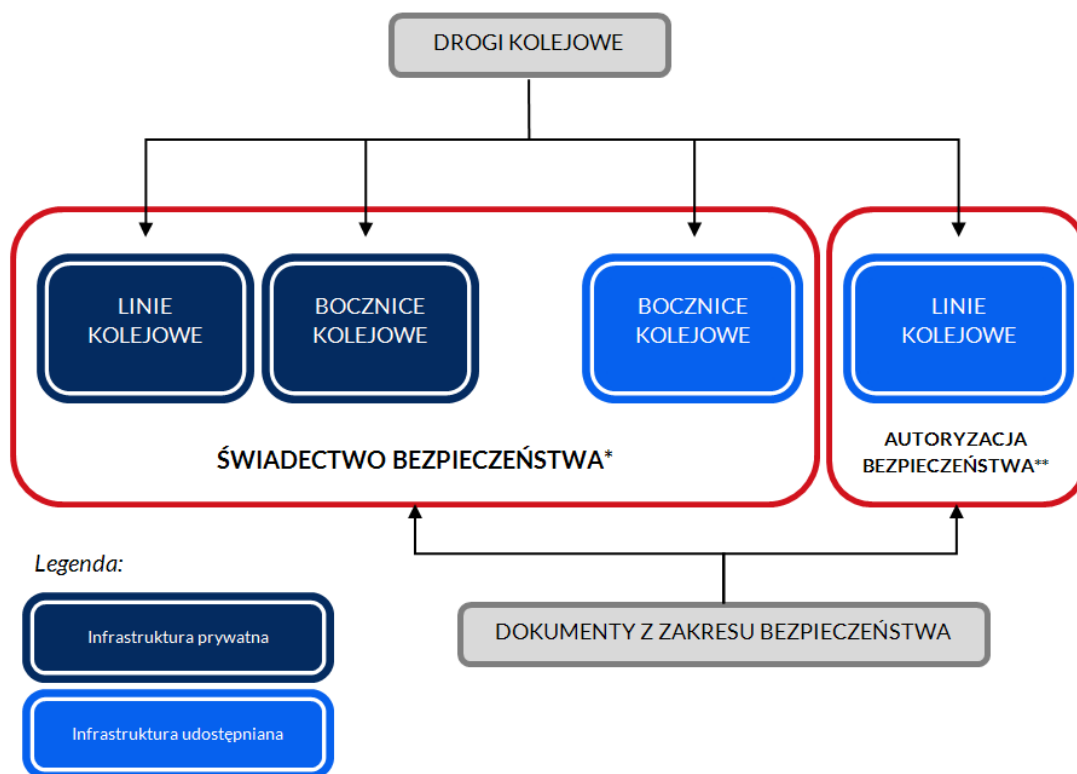 DROGI KOLEJOWE
LINIE
KOLEJOWE
BOCZNICE
KOLEJOWE
BOCZNICE
KOLEJOWE
LINIE
KOLEJOWE
ŚWIADECTWO BEZPIECZEŃSTWA*
AUTORYZACJA
BEZPIECZEŃSTWA**
Legenda:
Infrastruktura prywatna
DOKUMENTY Z ZAKRESU BEZPIECZEŃSTWA
Infrastruktura udostępniana